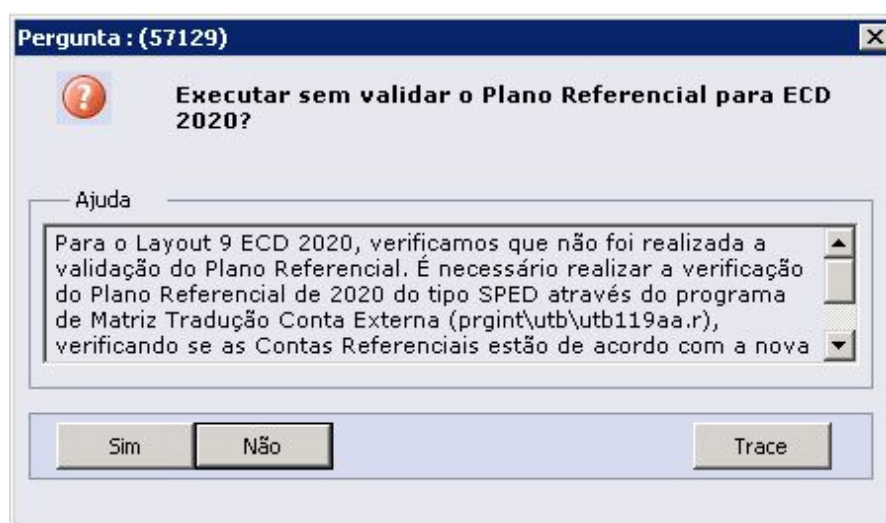 Pergunta : (57129)
Executar sem validar o Plano Referencial para ECD
2020?
Ajuda
Para o Layout 9 ECD 2020, verificamos que não foi realizada a
validação do Plano Referencial. É necessário realizar a verificação
do Plano Referencial de 2020 do tipo SPED através do programa
de Matriz Tradução Conta Externa (prgint\utb\utb119aa.r),
verificando se as Contas Referenciais estão de acordo com a nova
Sim
Não
Trace